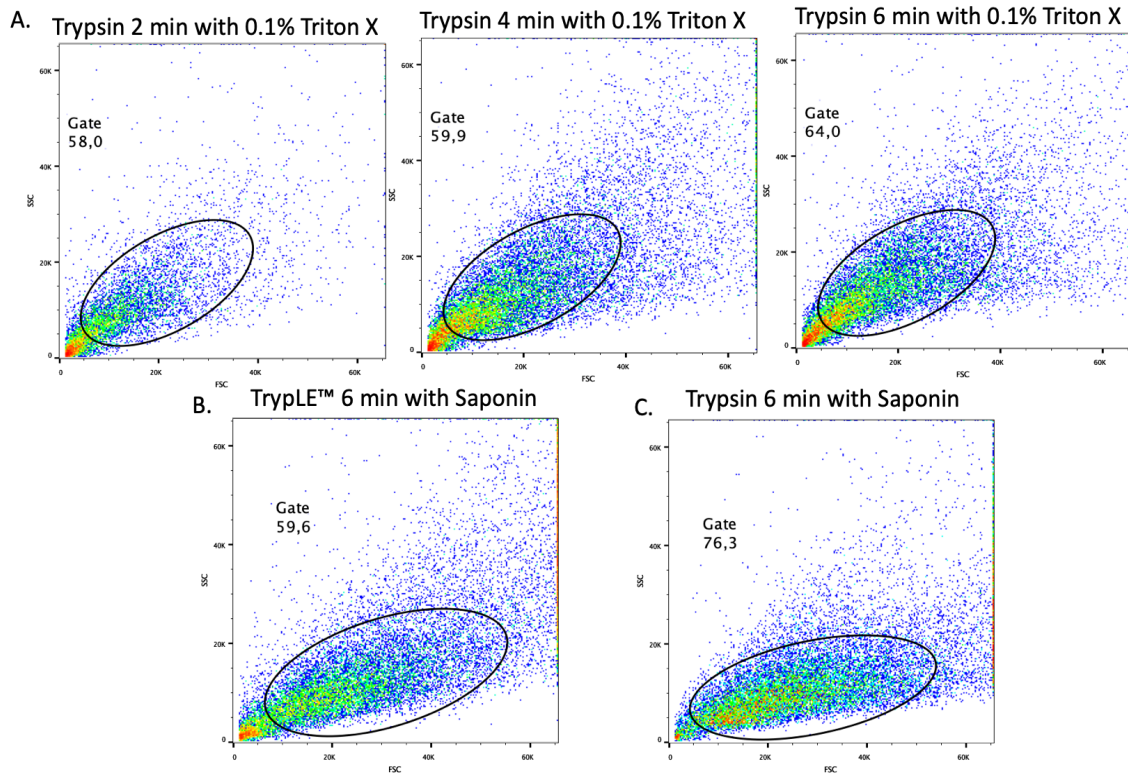 A.
Trypsin 2 min with 0.1% Triton X
Trypsin 4 min with 0.1% Triton X
Trypsin 6 min with 0.1% Triton X
60K
40K
20K
0
SSC
Gate
58,0
0
20K
40K
60K
FSC
60K
40K
20K
0
SSC
Gate
59,9
0
20K
40K
60K
FSC
60K
40K
20K
0
SSC
Gate
64,0
0
20K
40K
60K
FSC
B.
TrypLE™ 6 min with Saponin
60K
40K
20K
0
SSC
Gate
59,6
0
20K
40K
60K
FSC
C.
Trypsin 6 min with Saponin
60K
40K
20K
0
SSC
Gate
76,3
0
20K
40K
60K
FSC